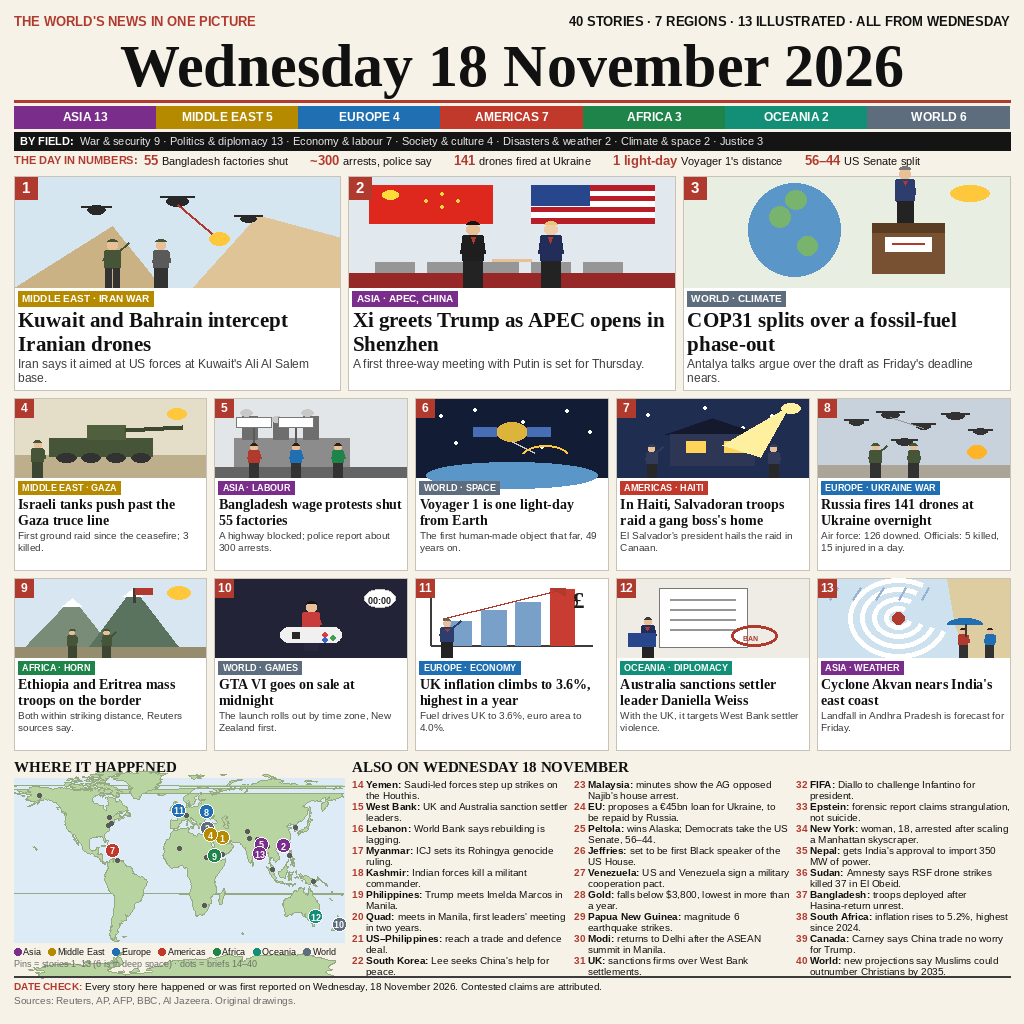 THE WORLD'S NEWS IN ONE PICTURE
40 STORIES · 7 REGIONS · 13 ILLUSTRATED · ALL FROM WEDNESDAY
Wednesday 18 November 2026
ASIA 13
MIDDLE EAST 5
EUROPE 4
AMERICAS 7
AFRICA 3
OCEANIA 2
WORLD 6
BY FIELD: War & security 9 · Politics & diplomacy 13 · Economy & labour 7 · Society & culture 4 · Disasters & weather 2 · Climate & space 2 · Justice 3
THE DAY IN NUMBERS: 55 Bangladesh factories shut ~300 arrests, police say 141 drones fired at Ukraine 1 light-day Voyager 1's distance 56–44 US Senate split
1
MIDDLE EAST · IRAN WAR
Kuwait and Bahrain intercept
Iranian drones
Iran says it aimed at US forces at Kuwait's Ali Al Salem
base.
2
ASIA · APEC, CHINA
Xi greets Trump as APEC opens in
Shenzhen
A first three-way meeting with Putin is set for Thursday.
3
WORLD · CLIMATE
COP31 splits over a fossil-fuel
phase-out
Antalya talks argue over the draft as Friday's deadline
nears.
4
MIDDLE EAST · GAZA
Israeli tanks push past the
Gaza truce line
First ground raid since the ceasefire; 3
killed.
5
ASIA · LABOUR
Bangladesh wage protests shut
55 factories
A highway blocked; police report about
300 arrests.
6
WORLD · SPACE
Voyager 1 is one light-day
from Earth
The first human-made object that far, 49
years on.
7
AMERICAS · HAITI
In Haiti, Salvadoran troops
raid a gang boss's home
El Salvador's president hails the raid in
Canaan.
8
EUROPE · UKRAINE WAR
Russia fires 141 drones at
Ukraine overnight
Air force: 126 downed. Officials: 5 killed,
15 injured in a day.
9
AFRICA · HORN
Ethiopia and Eritrea mass
troops on the border
Both within striking distance, Reuters
sources say.
10
00:00
WORLD · GAMES
GTA VI goes on sale at
midnight
The launch rolls out by time zone, New
Zealand first.
11
£
EUROPE · ECONOMY
UK inflation climbs to 3.6%,
highest in a year
Fuel drives UK to 3.6%, euro area to
4.0%.
12
BAN
OCEANIA · DIPLOMACY
Australia sanctions settler
leader Daniella Weiss
With the UK, it targets West Bank settler
violence.
13
ASIA · WEATHER
Cyclone Akvan nears India's
east coast
Landfall in Andhra Pradesh is forecast for
Friday.
WHERE IT HAPPENED
11
8
4
1
9
7
5
13
2
12
10
Asia Middle East Europe Americas Africa Oceania World
Pins = stories 1–13 (6 is in deep space) · dots = briefs 14–40
ALSO ON WEDNESDAY 18 NOVEMBER
14 Yemen: Saudi-led forces step up strikes on
the Houthis.
15 West Bank: UK and Australia sanction settler
leaders.
16 Lebanon: World Bank says rebuilding is
lagging.
17 Myanmar: ICJ sets its Rohingya genocide
ruling.
18 Kashmir: Indian forces kill a militant
commander.
19 Philippines: Trump meets Imelda Marcos in
Manila.
20 Quad: meets in Manila, first leaders' meeting
in two years.
21 US–Philippines: reach a trade and defence
deal.
22 South Korea: Lee seeks China's help for
peace.
23 Malaysia: minutes show the AG opposed
Najib's house arrest.
24 EU: proposes a €45bn loan for Ukraine, to
be repaid by Russia.
25 Peltola: wins Alaska; Democrats take the US
Senate, 56–44.
26 Jeffries: set to be first Black speaker of the
US House.
27 Venezuela: US and Venezuela sign a military
cooperation pact.
28 Gold: falls below $3,800, lowest in more than
a year.
29 Papua New Guinea: magnitude 6
earthquake strikes.
30 Modi: returns to Delhi after the ASEAN
summit in Manila.
31 UK: sanctions firms over West Bank
settlements.
32 FIFA: Diallo to challenge Infantino for
president.
33 Epstein: forensic report claims strangulation,
not suicide.
34 New York: woman, 18, arrested after scaling
a Manhattan skyscraper.
35 Nepal: gets India's approval to import 350
MW of power.
36 Sudan: Amnesty says RSF drone strikes
killed 37 in El Obeid.
37 Bangladesh: troops deployed after
Hasina-return unrest.
38 South Africa: inflation rises to 5.2%, highest
since 2024.
39 Canada: Carney says China trade no worry
for Trump.
40 World: new projections say Muslims could
outnumber Christians by 2035.
DATE CHECK: Every story here happened or was first reported on Wednesday, 18 November 2026. Contested claims are attributed.
Sources: Reuters, AP, AFP, BBC, Al Jazeera. Original drawings.